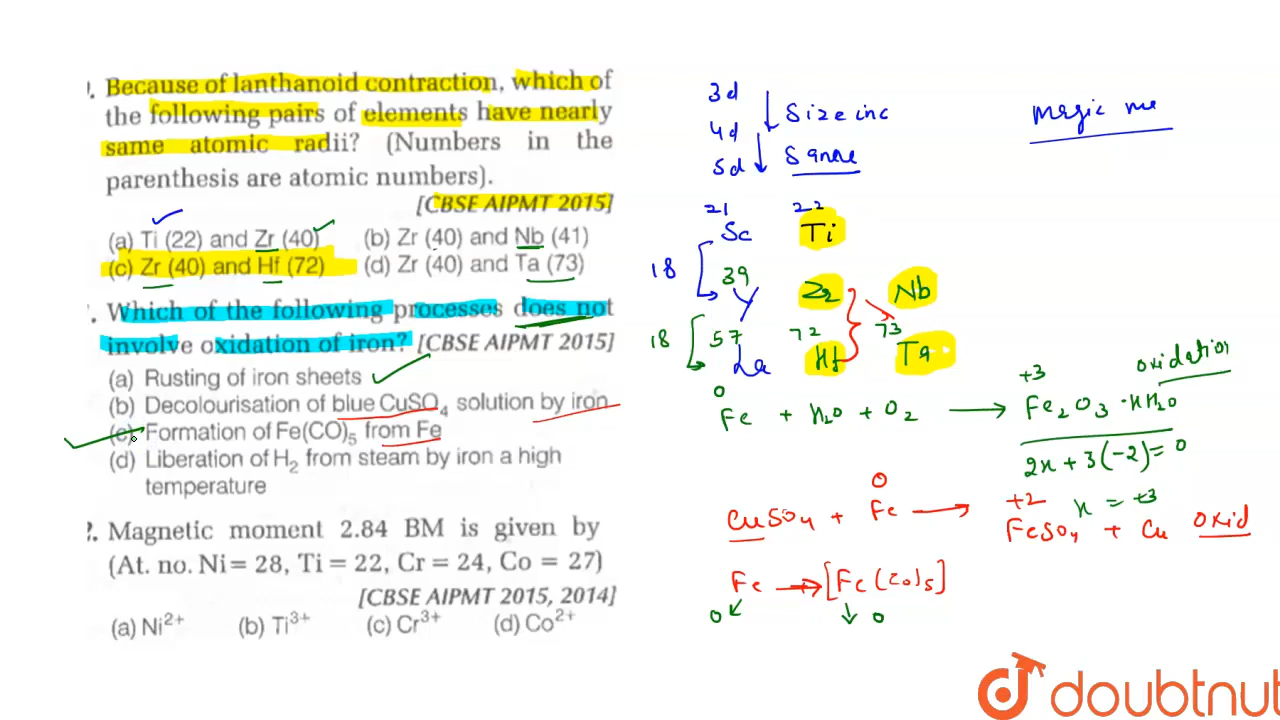 . Because of lanthanoid contraction, which of
the following pairs of elements have nearly
same atomic radii? (Numbers in the
parenthesis are atomic numbers).
[CBSE AIPMT 2015]
(a) Ti (22) and Zr (40) (b) Zr (40) and Nb (41)
(c) Zr (40) and Hf (72) (d) Zr (40) and Ta (73)
. Which of the following processes does not
involve oxidation of iron? [CBSE AIPMT 2015]
(a) Rusting of iron sheets
(b) Decolourisation of blue CuSO₄ solution by iron
(c) Formation of Fe(CO)₅ from Fe
(d) Liberation of H₂ from steam by iron a high
temperature
2. Magnetic moment 2.84 BM is given by
(At. no. Ni= 28, Ti = 22, Cr = 24, Co = 27)
[CBSE AIPMT 2015, 2014]
(a) Ni²⁺ (b) Ti³⁺ (c) Cr³⁺ (d) Co²⁺
3d
4d
5d
Size inc
Same
21 22
Sc Ti
18
39
Y Zr Nb
18
57 72 73
La Hf Ta
0 +3 oxidation
Fe + H₂O + O₂ → Fe₂O₃ ·xH₂O
2x + 3(-2) = 0
x = +3
0 +2
CuSO₄ + Fe → FeSO₄ + Cu oxid
Fe → [Fe(CO)₅]
0 0
doubtnut